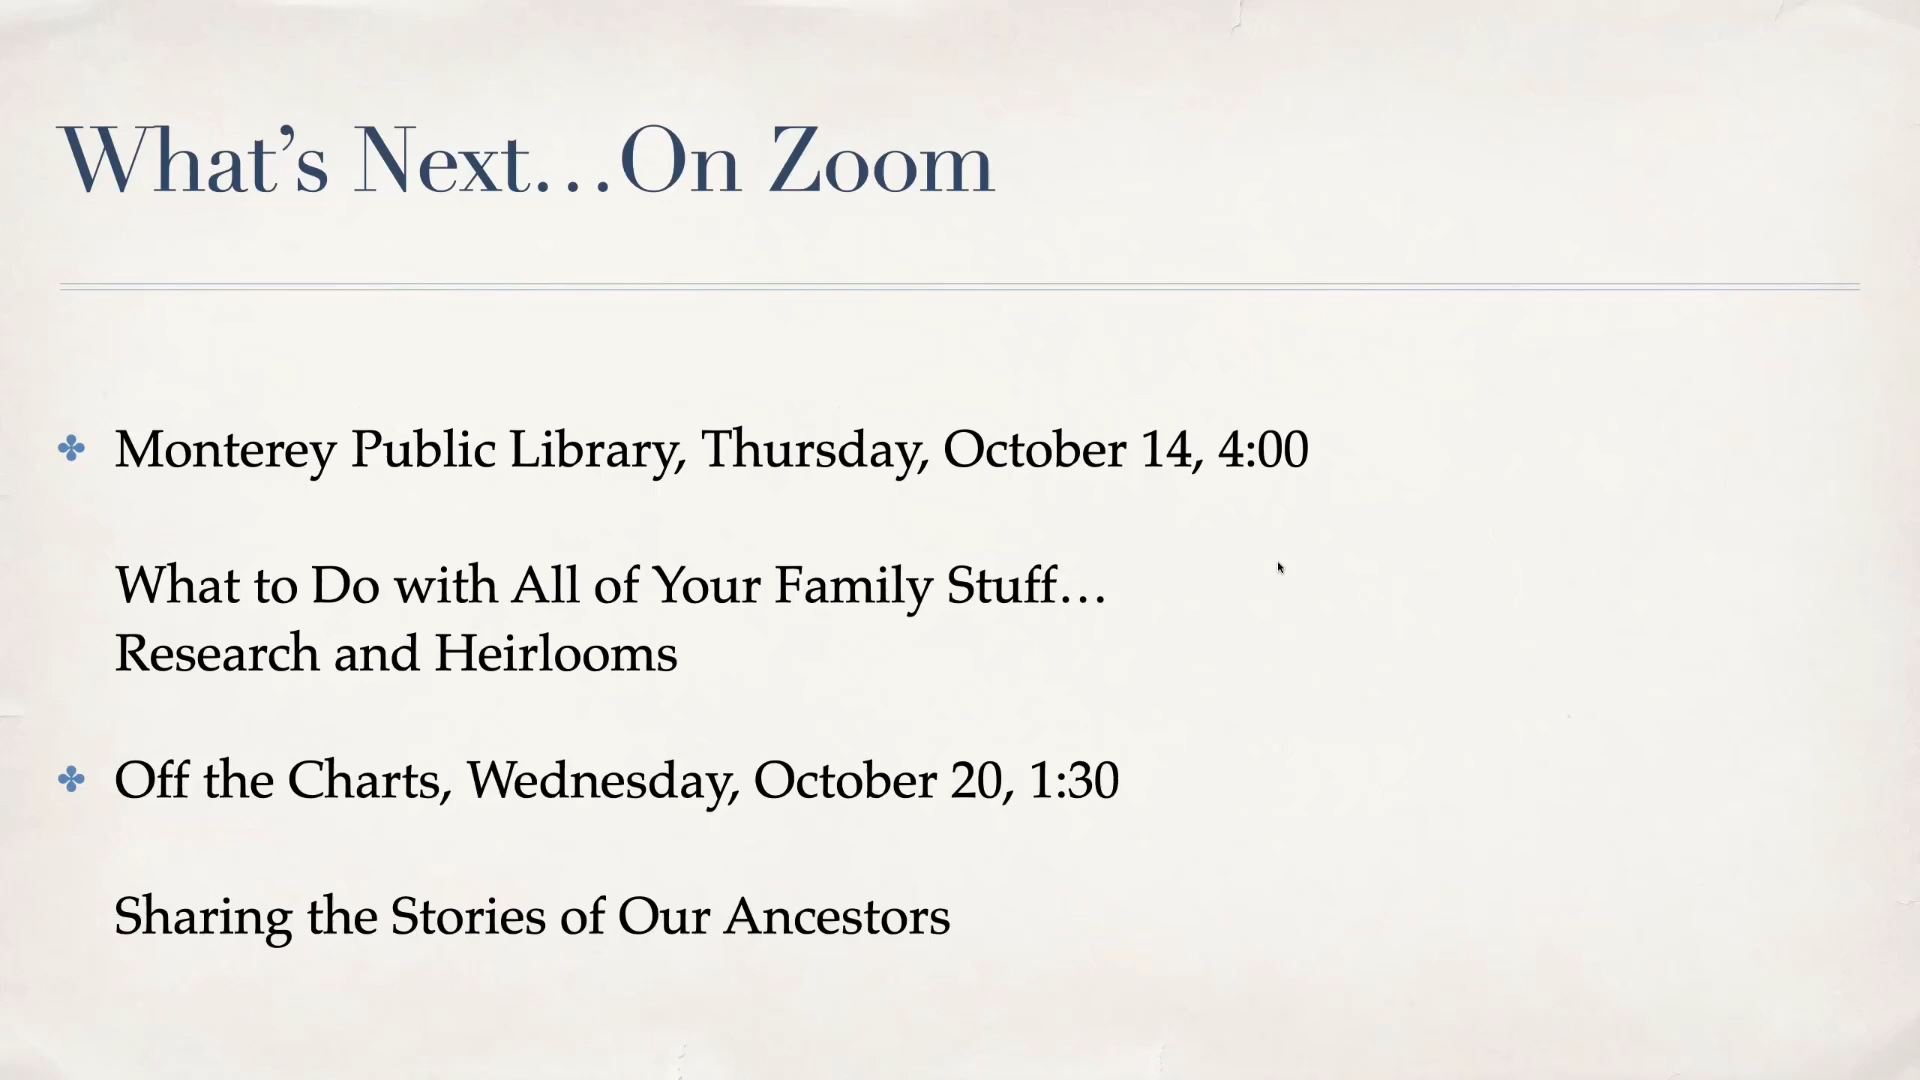 What’s Next…On Zoom
Monterey Public Library, Thursday, October 14, 4:00
What to Do with All of Your Family Stuff…
Research and Heirlooms
Off the Charts, Wednesday, October 20, 1:30
Sharing the Stories of Our Ancestors